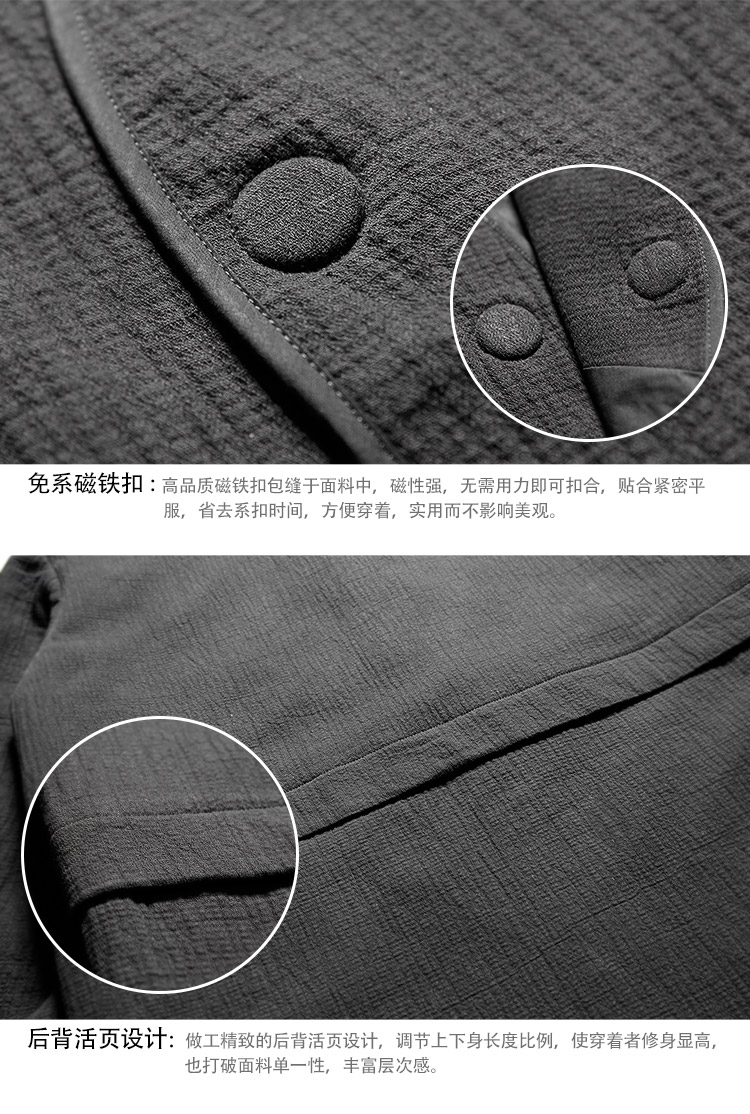 免系磁铁扣：高品质磁铁扣包缝于面料中，磁性强，无需用力即可扣合，贴合紧密平
服，省去系扣时间，方便穿着，实用而不影响美观。
后背活页设计：做工精致的后背活页设计，调节上下身长度比例，使穿着者修身显高，
也打破面料单一性，丰富层次感。